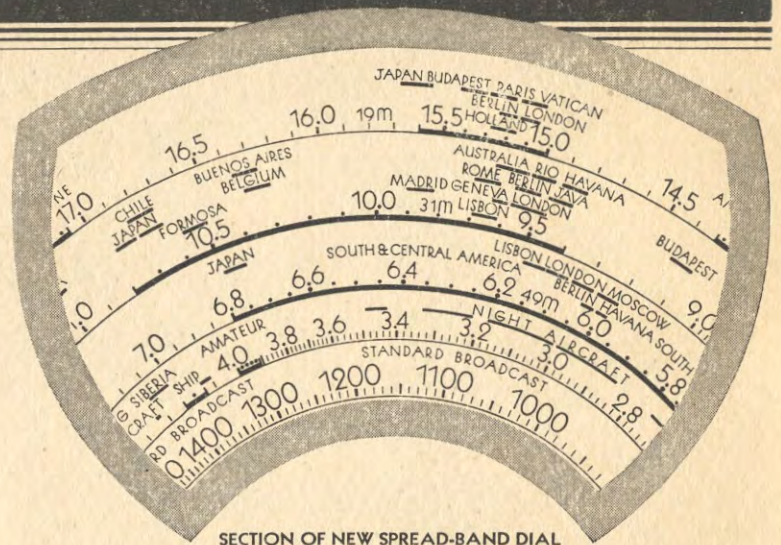 JAPAN BUDAPEST PARIS VATICAN
BERLIN LONDON
HOLLAND
17.0 16.5 16.0 19m 15.5 15.0 14.5
CHILE
JAPAN
BUENOS AIRES
BELGIUM
AUSTRALIA RIO HAVANA
ROME BERLIN JAVA
MADRID GENEVA LONDON
FORMOSA
31m LISBON
BUDAPEST
10.5 10.0 9.5 9.0
JAPAN
SOUTH & CENTRAL AMERICA
LISBON LONDON MOSCOW
BERLIN HAVANA SOUTH
7.0 6.8 6.6 6.4 6.2 49m 6.0 5.8
G SIBERIA
AMATEUR
NIGHT AIRCRAFT
CRAFT SHIP
4.0 3.8 3.6 3.4 3.2 3.0 2.8
RD BROADCAST
STANDARD BROADCAST
0 1400 1300 1200 1100 1000
SECTION OF NEW SPREAD-BAND DIAL